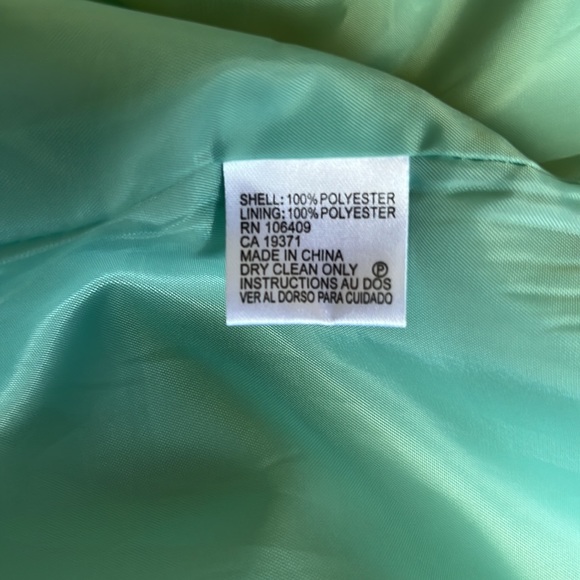 SHELL: 100% POLYESTER
LINING: 100% POLYESTER
RN 106409
CA 19371
MADE IN CHINA
DRY CLEAN ONLY Ⓟ
INSTRUCTIONS AU DOS
VER AL DORSO PARA CUIDADO